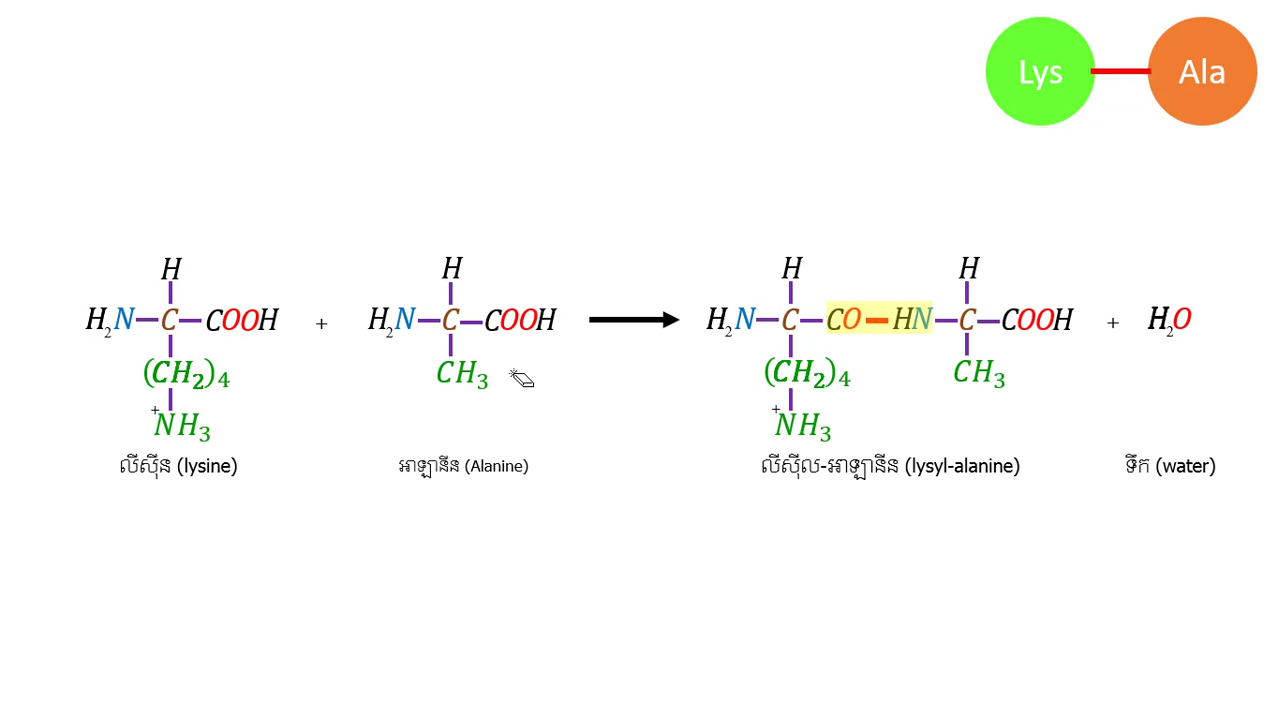 Lys Ala
H H H H
H₂N C COOH + H₂N C COOH H₂N C CO HN C COOH + H₂O
(CH₂)₄ CH₃ (CH₂)₄ CH₃
⁺NH₃ ⁺NH₃
លីស៊ីន (lysine) អាឡានីន (Alanine) លីស៊ីល-អាឡានីន (lysyl-alanine) ទឹក (water)